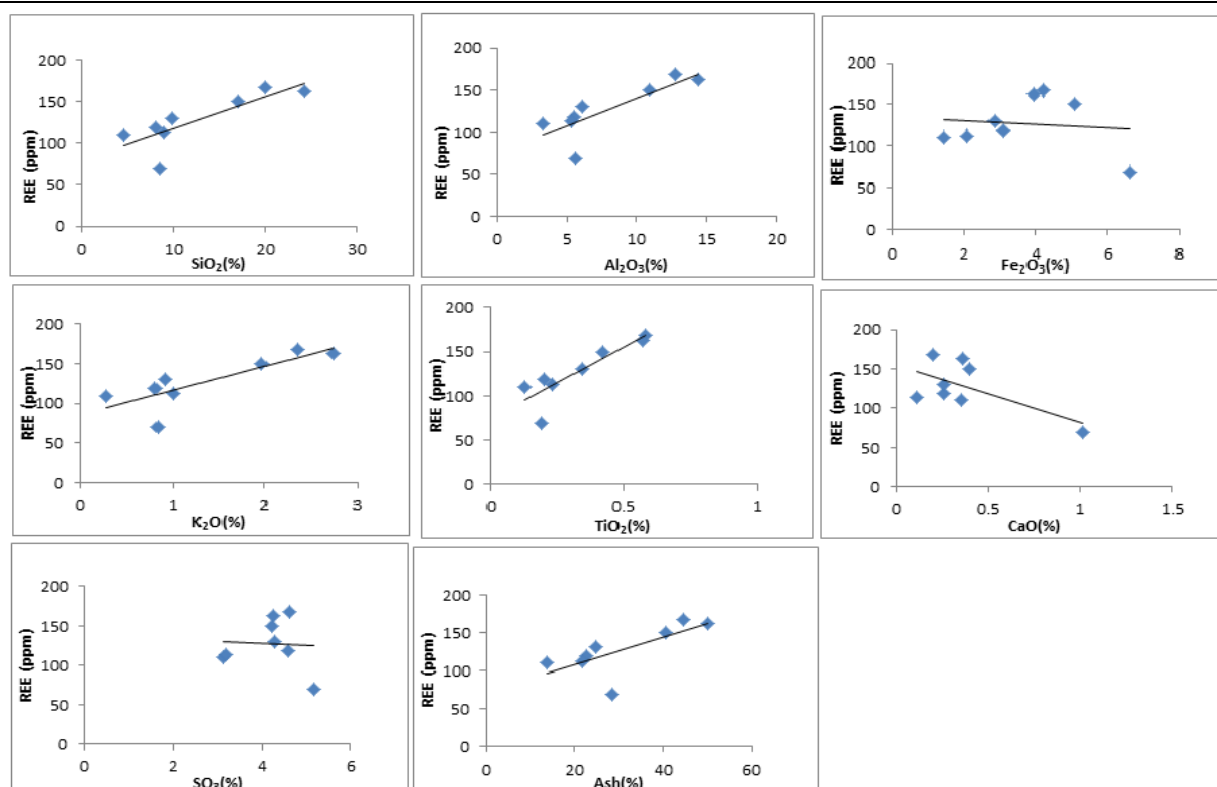 200
150
100
50
0
REE (ppm)
0 10 20 30
SiO₂(%)
200
150
100
50
0
REE (ppm)
0 5 10 15 20
Al₂O₃(%)
200
150
100
50
0
REE (ppm)
0 2 4 6 8
Fe₂O₃(%)
200
150
100
50
0
REE (ppm)
0 1 2 3
K₂O(%)
200
150
100
50
0
REE (ppm)
0 0.5 1
TiO₂(%)
200
150
100
50
0
REE (ppm)
0 0.5 1 1.5
CaO(%)
200
150
100
50
0
REE (ppm)
0 2 4 6
SO₃(%)
200
150
100
50
0
REE (ppm)
0 20 40 60
Ash(%)